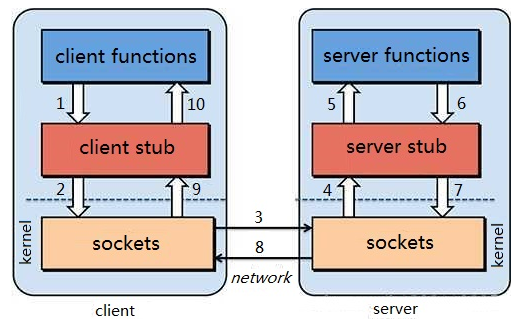 client functions
server functions
1
10
5
6
client stub
server stub
2
9
4
7
kernel
sockets
3
8
network
sockets
kernel
client
server